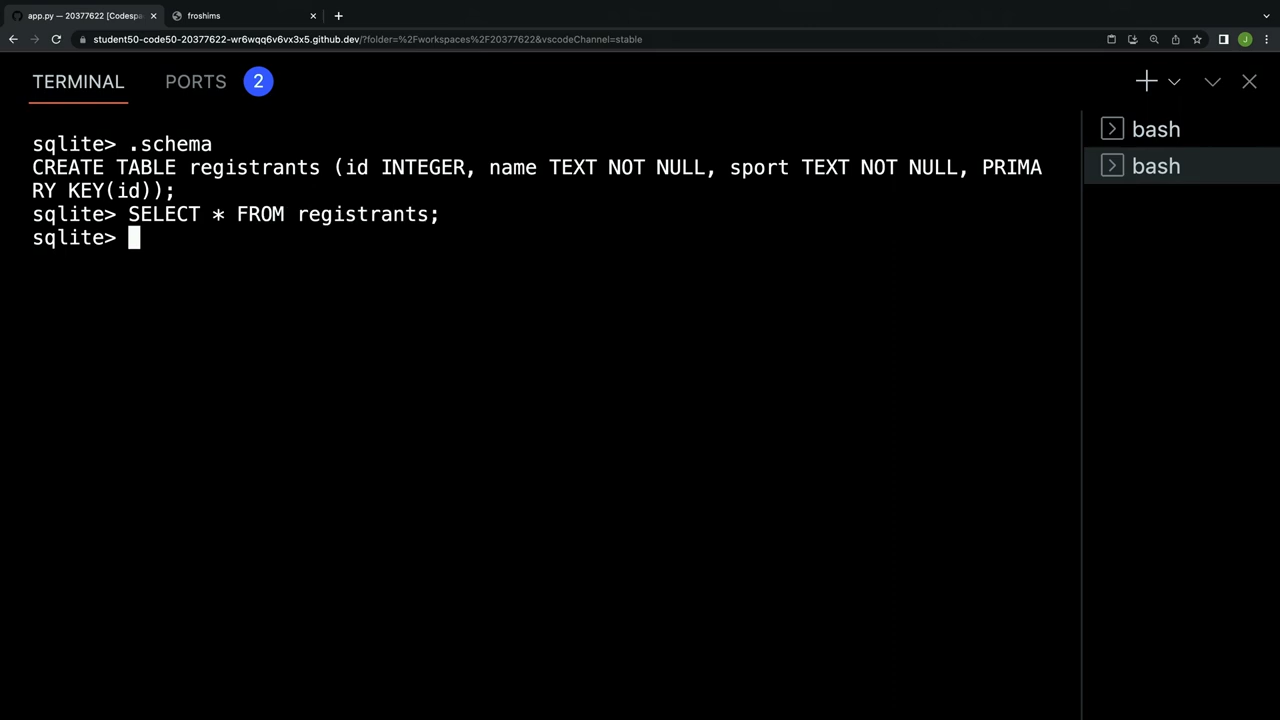 app.py — 20377622 [Codespa
froshims
student50-code50-20377622-wr6wqq6v6vx3x5.github.dev/?folder=%2Fworkspaces%2F20377622&vscodeChannel=stable
J
TERMINAL
PORTS
2
bash
bash
sqlite> .schema
CREATE TABLE registrants (id INTEGER, name TEXT NOT NULL, sport TEXT NOT NULL, PRIMA
RY KEY(id));
sqlite> SELECT * FROM registrants;
sqlite>